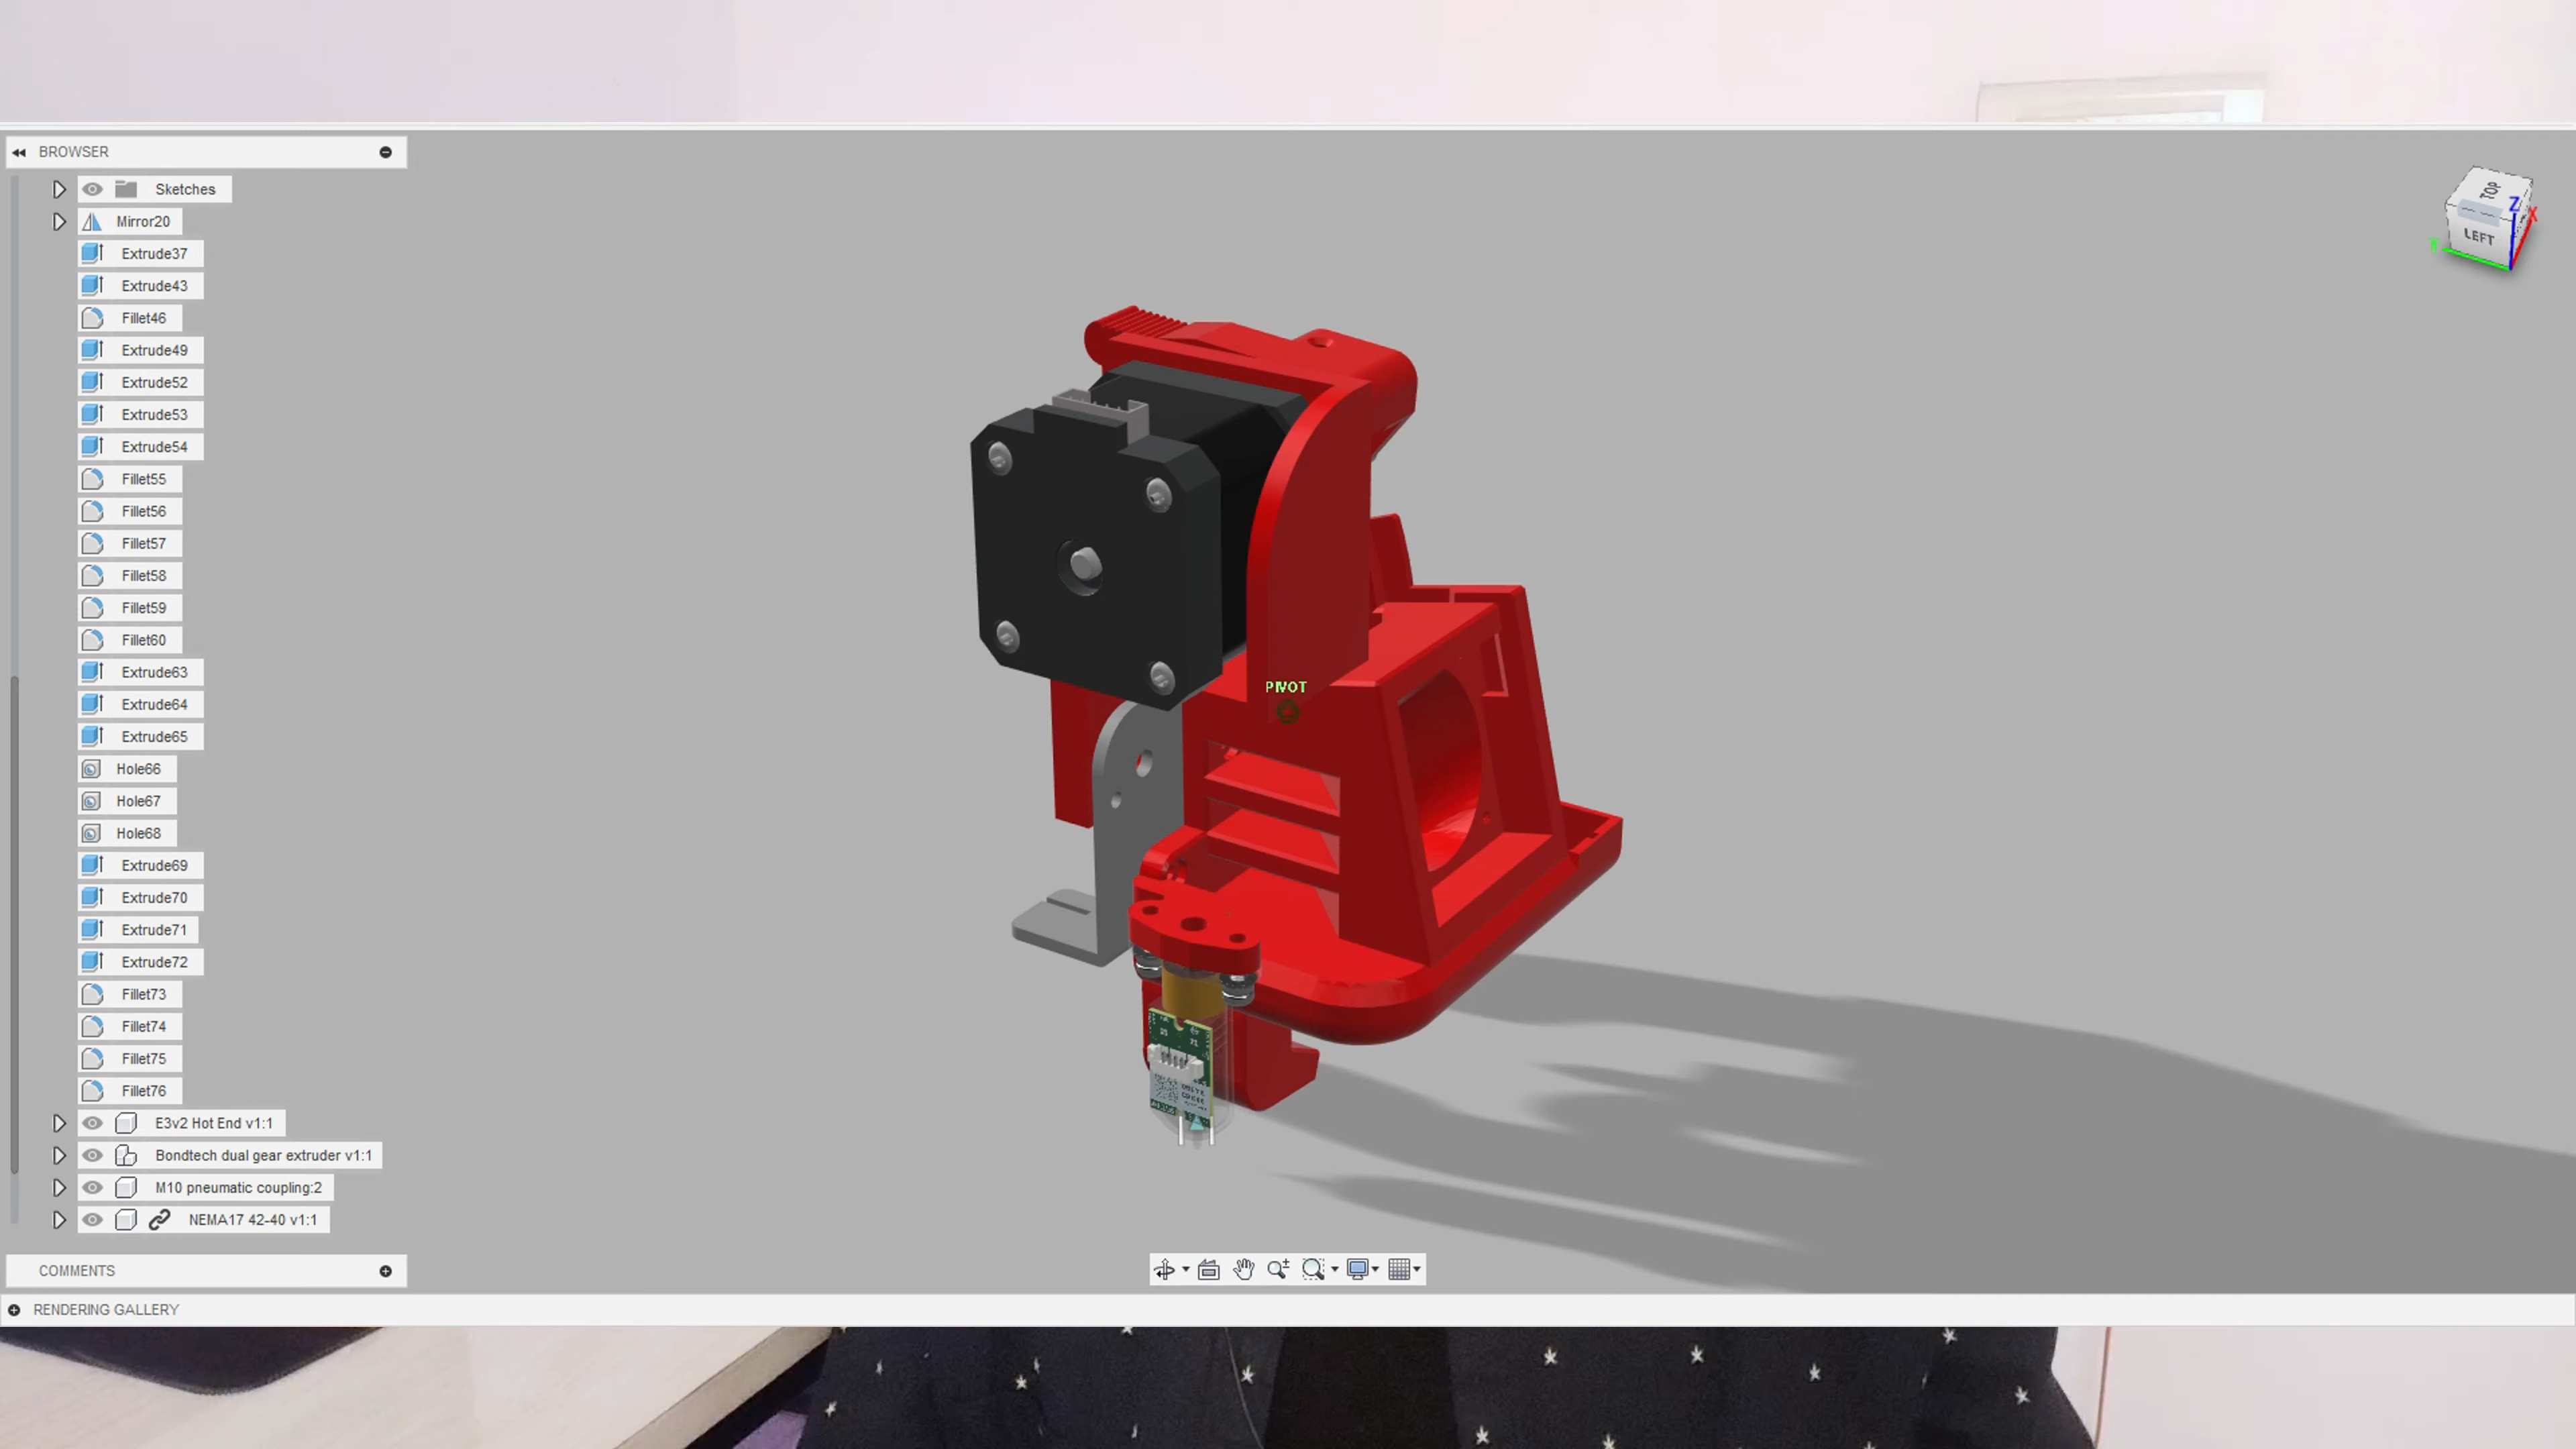 BROWSER
Sketches
Mirror20
Extrude37
Extrude43
Fillet46
Extrude49
Extrude52
Extrude53
Extrude54
Fillet55
Fillet56
Fillet57
Fillet58
Fillet59
Fillet60
Extrude63
Extrude64
Extrude65
Hole66
Hole67
Hole68
Extrude69
Extrude70
Extrude71
Extrude72
Fillet73
Fillet74
Fillet75
Fillet76
E3v2 Hot End v1:1
Bondtech dual gear extruder v1:1
M10 pneumatic coupling:2
NEMA17 42-40 v1:1
COMMENTS
RENDERING GALLERY
PIVOT
TOP
Z
X
LEFT
Y